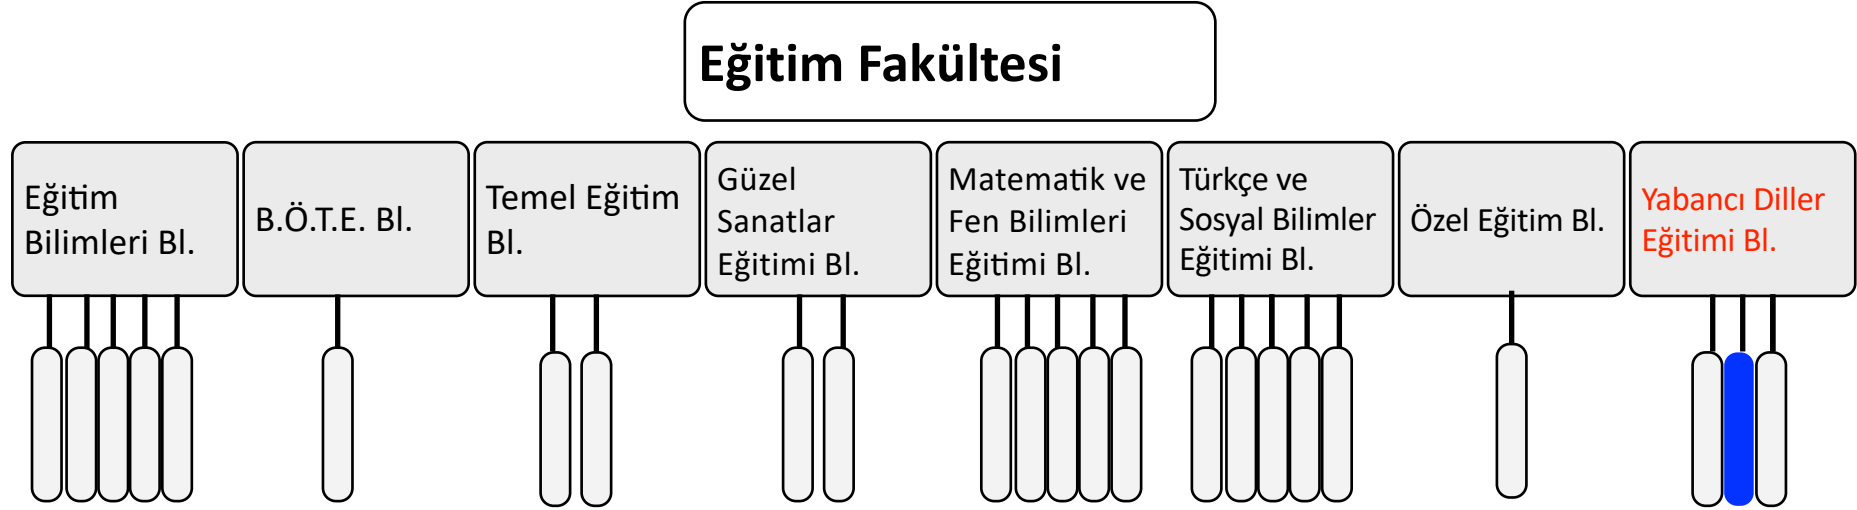 Eğitim Fakültesi
Eğitim
Bilimleri Bl.
B.Ö.T.E. Bl.
Temel Eğitim
Bl.
Güzel
Sanatlar
Eğitimi Bl.
Matematik ve
Fen Bilimleri
Eğitimi Bl.
Türkçe ve
Sosyal Bilimler
Eğitimi Bl.
Özel Eğitim Bl.
Yabancı Diller
Eğitimi Bl.